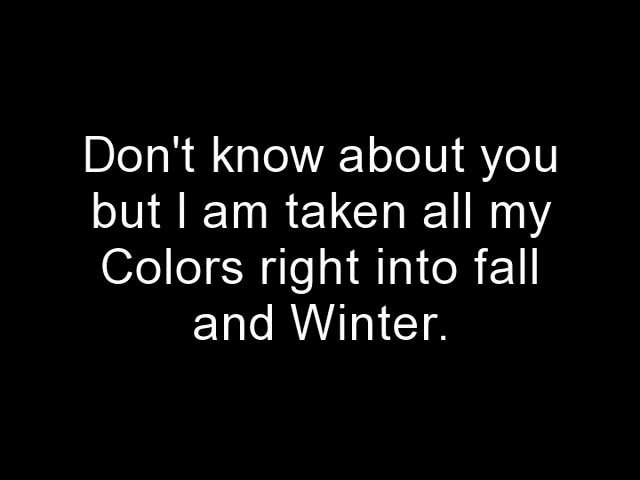 Don't know about you
but I am taken all my
Colors right into fall
and Winter.